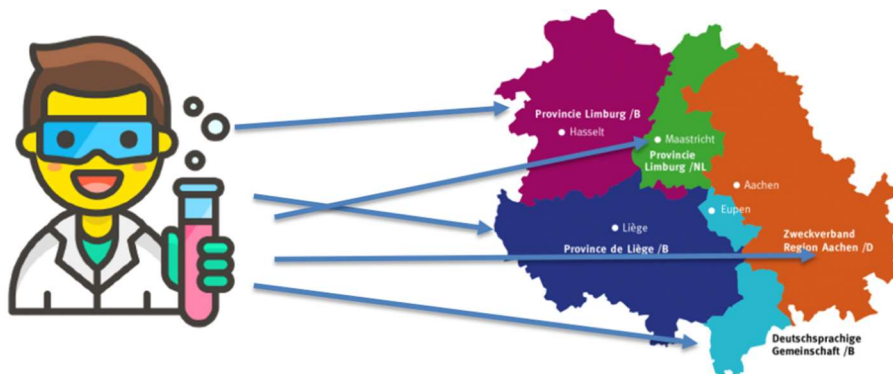 Provincie Limburg /B
Hasselt
Maastricht
Provincie
Limburg /NL
Aachen
Eupen
Liège
Province de Liège /B
Zweckverband
Region Aachen /D
Deutschsprachige
Gemeinschaft /B